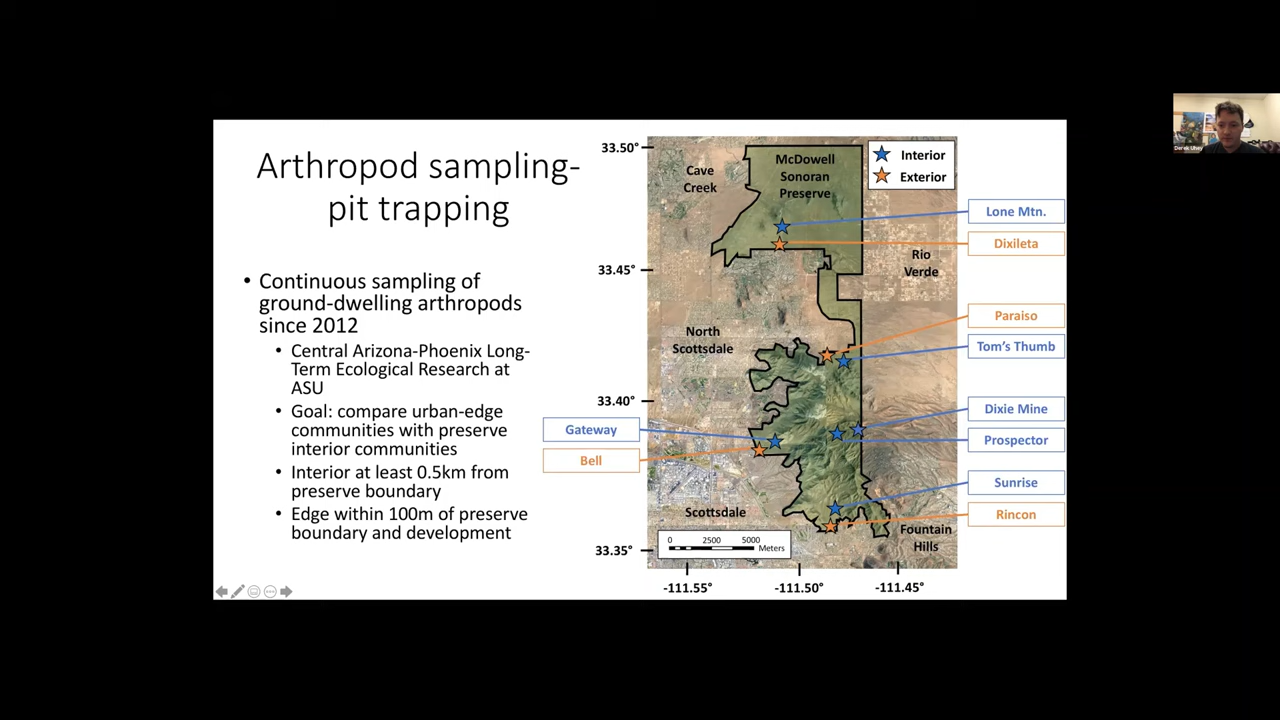 Arthropod sampling-
pit trapping
• Continuous sampling of
ground-dwelling arthropods
since 2012
• Central Arizona-Phoenix Long-
Term Ecological Research at
ASU
• Goal: compare urban-edge
communities with preserve
interior communities
• Interior at least 0.5km from
preserve boundary
• Edge within 100m of preserve
boundary and development
33.50°
33.45°
33.40°
33.35°
-111.55°
-111.50°
-111.45°
Cave
Creek
McDowell
Sonoran
Preserve
Interior
Exterior
Rio
Verde
North
Scottsdale
Scottsdale
Fountain
Hills
0 2500 5000
Meters
Lone Mtn.
Dixileta
Paraiso
Tom's Thumb
Dixie Mine
Prospector
Sunrise
Rincon
Gateway
Bell
Derek Uhey